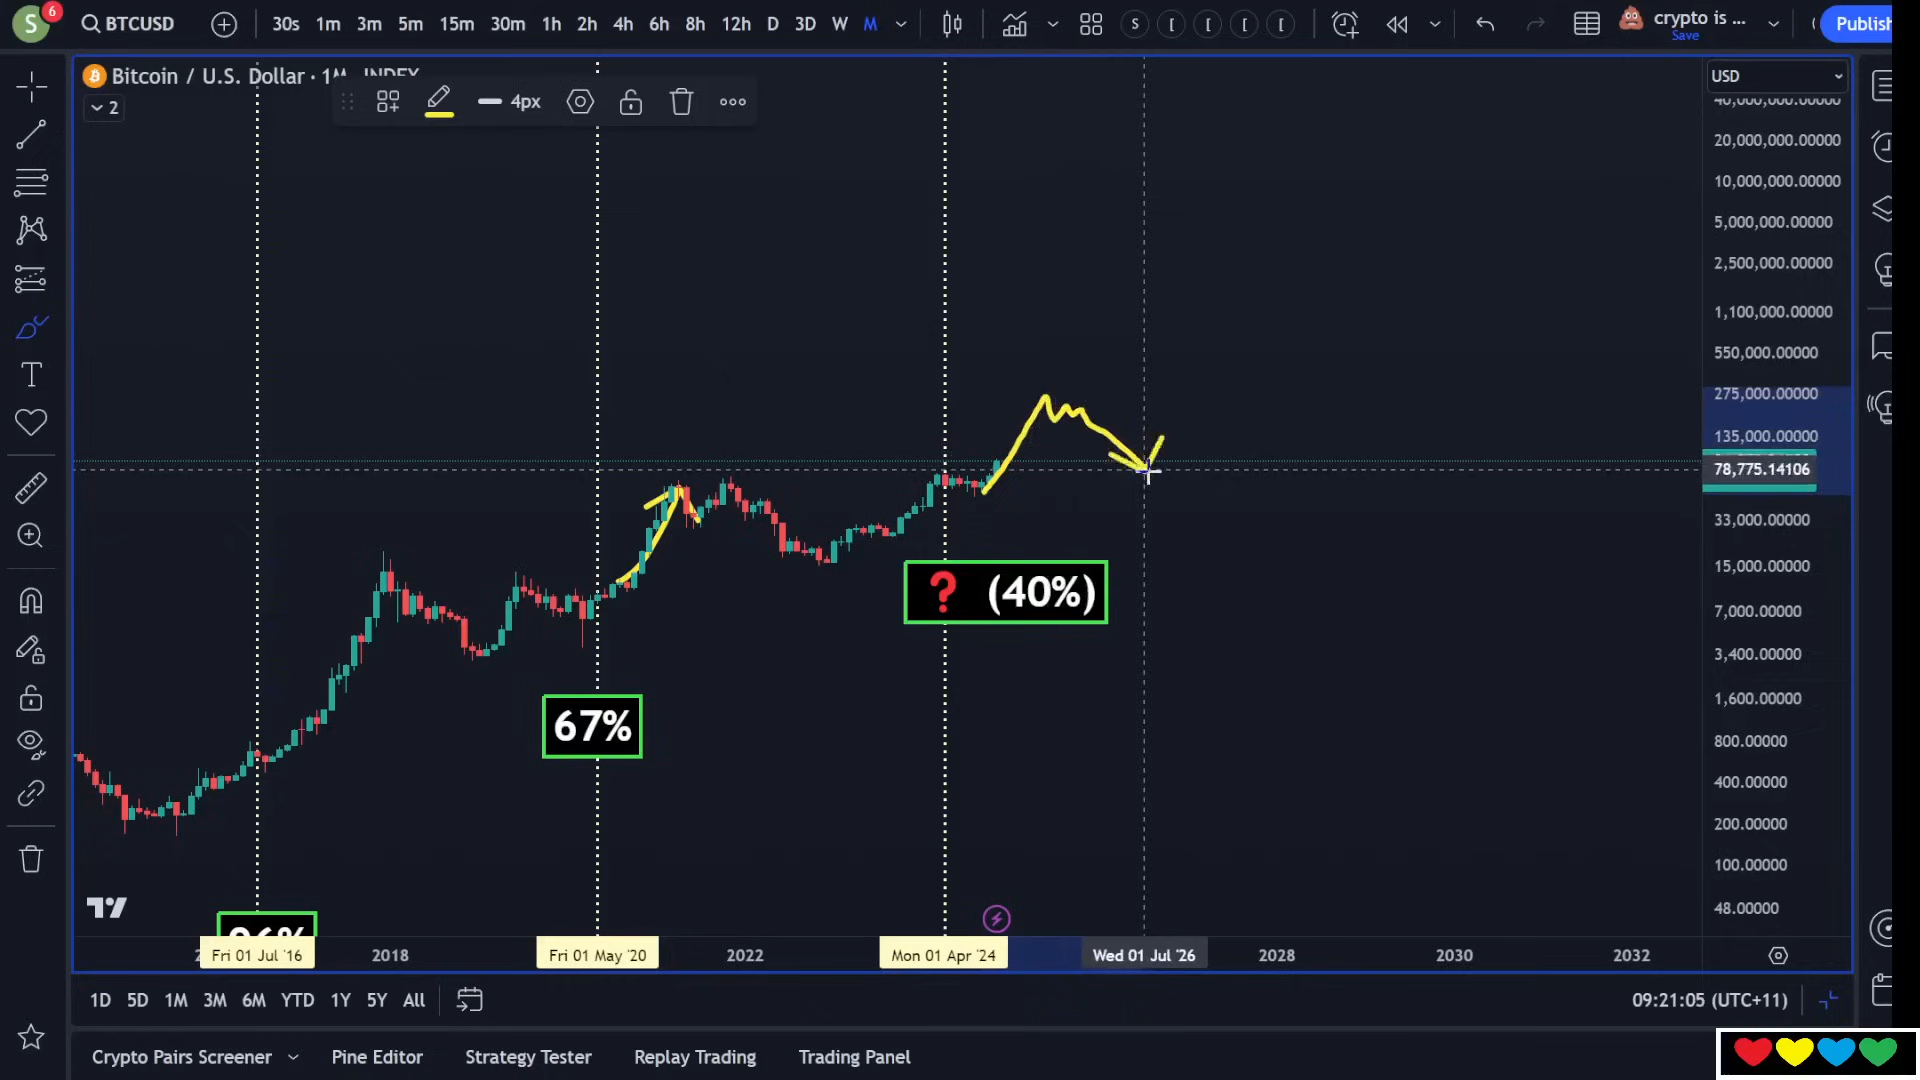 S
6
BTCUSD
30s 1m 3m 5m 15m 30m 1h 2h 4h 6h 8h 12h D 3D W M
S [ [ [ [
crypto is ...
Save
Publish
Bitcoin / U.S. Dollar · 1M INDEX
4px
2
USD
40,000,000.00000
20,000,000.00000
10,000,000.00000
5,000,000.00000
2,500,000.00000
1,100,000.00000
550,000.00000
275,000.00000
135,000.00000
78,775.14106
33,000.00000
15,000.00000
7,000.00000
3,400.00000
1,600.00000
800.00000
400.00000
200.00000
100.00000
48.00000
? (40%)
67%
Fri 01 Jul '16
2018
Fri 01 May '20
2022
Mon 01 Apr '24
Wed 01 Jul '26
2028
2030
2032
1D 5D 1M 3M 6M YTD 1Y 5Y All
09:21:05 (UTC+11)
Crypto Pairs Screener Pine Editor Strategy Tester Replay Trading Trading Panel